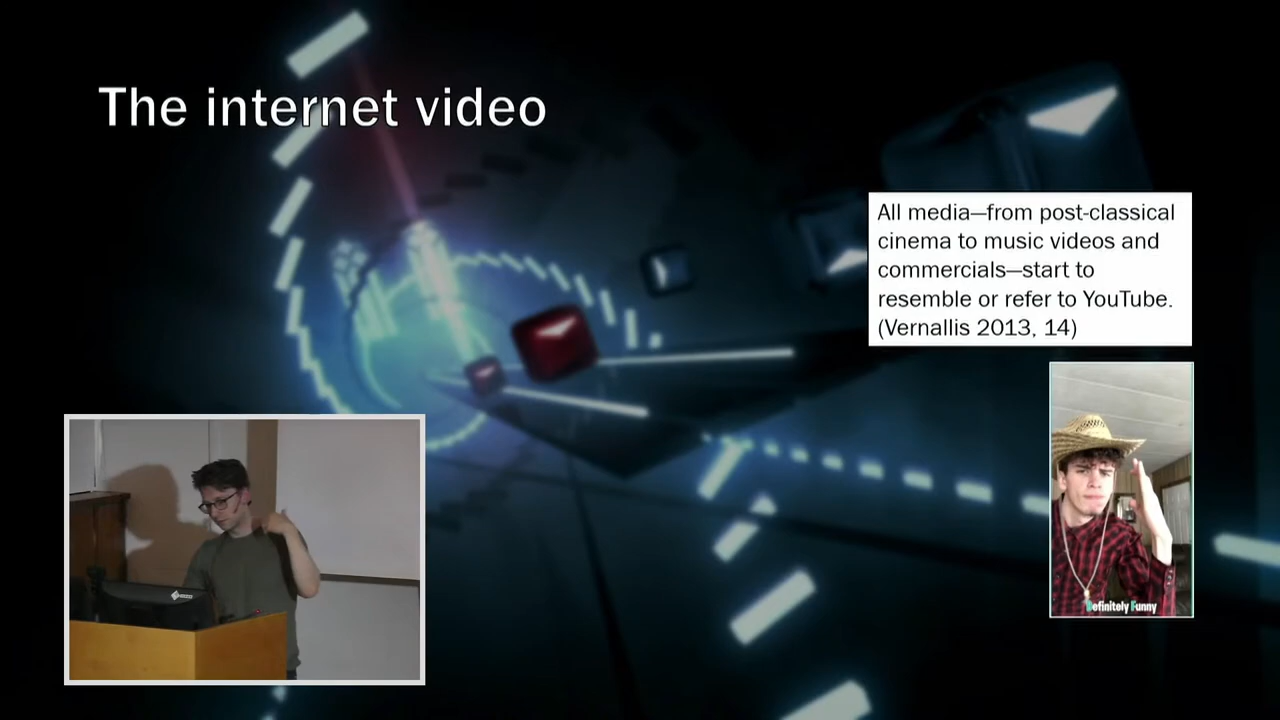 The internet video
All media—from post-classical
cinema to music videos and
commercials—start to
resemble or refer to YouTube.
(Vernallis 2013, 14)
Definitely Funny